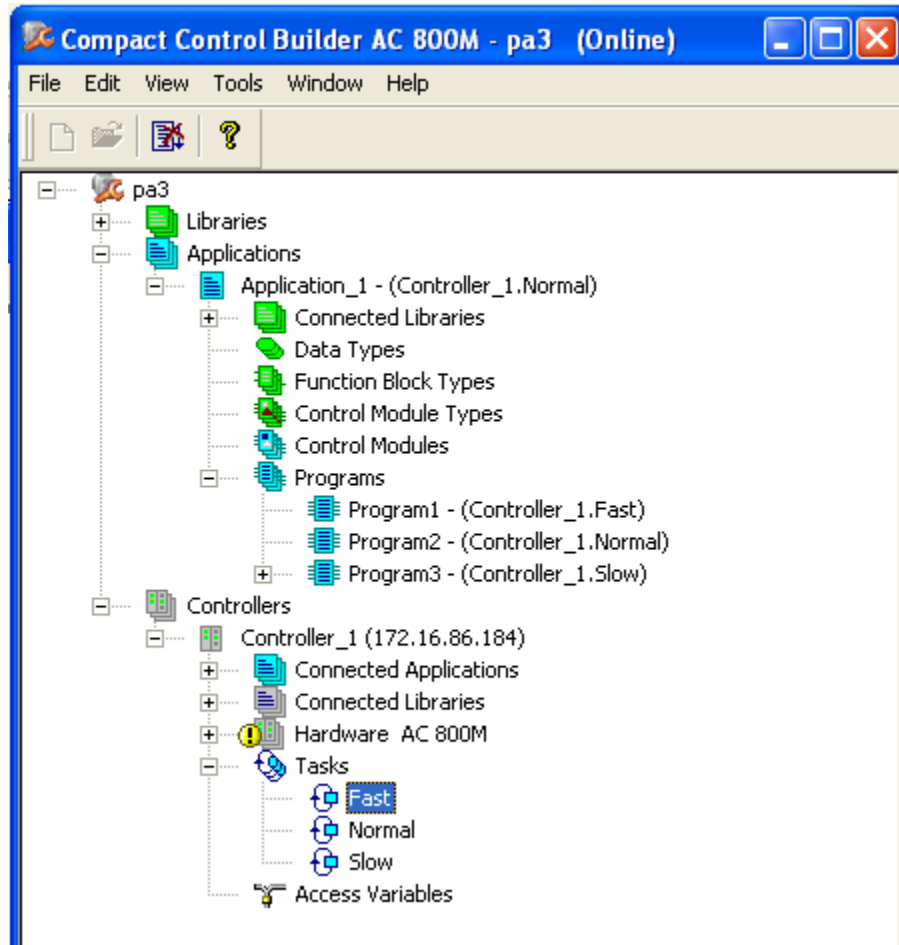 Compact Control Builder AC 800M - pa3 (Online)
File Edit View Tools Window Help
pa3
Libraries
Applications
Application_1 - (Controller_1.Normal)
Connected Libraries
Data Types
Function Block Types
Control Module Types
Control Modules
Programs
Program1 - (Controller_1.Fast)
Program2 - (Controller_1.Normal)
Program3 - (Controller_1.Slow)
Controllers
Controller_1 (172.16.86.184)
Connected Applications
Connected Libraries
Hardware AC 800M
Tasks
Fast
Normal
Slow
Access Variables